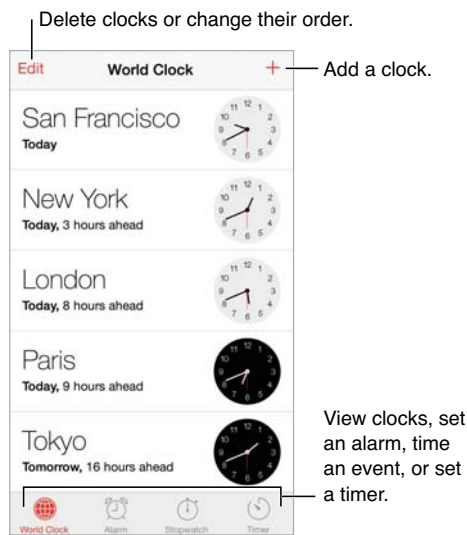 Delete clocks or change their order.
Edit World Clock +
Add a clock.
San Francisco
Today
New York
Today, 3 hours ahead
London
Today, 8 hours ahead
Paris
Today, 9 hours ahead
Tokyo
Tomorrow, 16 hours ahead
View clocks, set
an alarm, time
an event, or set
a timer.
World Clock Alarm Stopwatch Timer